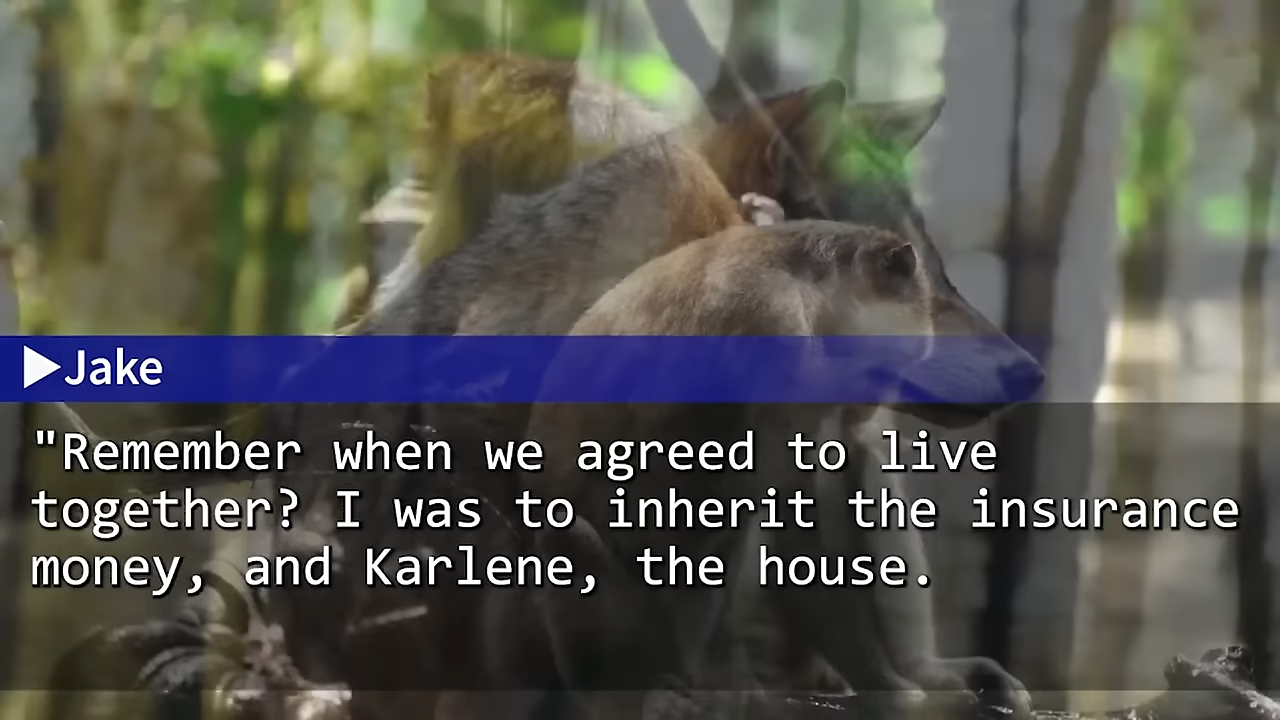 ▶Jake
"Remember when we agreed to live
together? I was to inherit the insurance
money, and Karlene, the house.